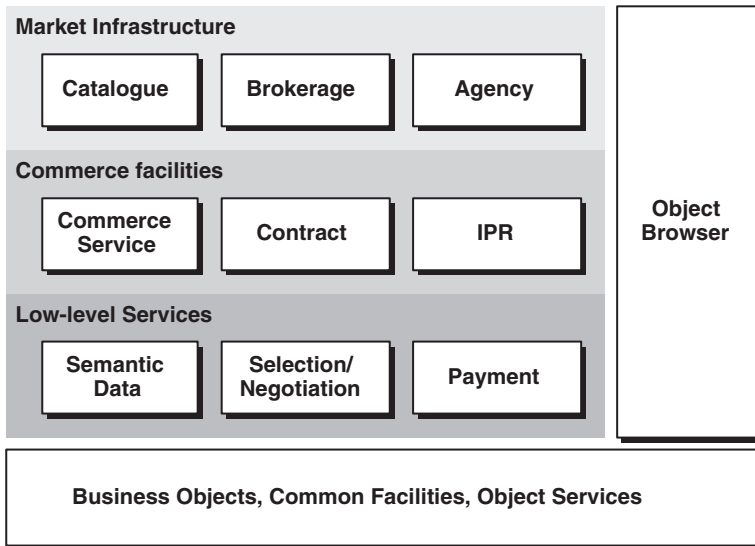 Market Infrastructure
Catalogue
Brokerage
Agency
Commerce facilities
Commerce
Service
Contract
IPR
Low-level Services
Semantic
Data
Selection/
Negotiation
Payment
Object
Browser
Business Objects, Common Facilities, Object Services